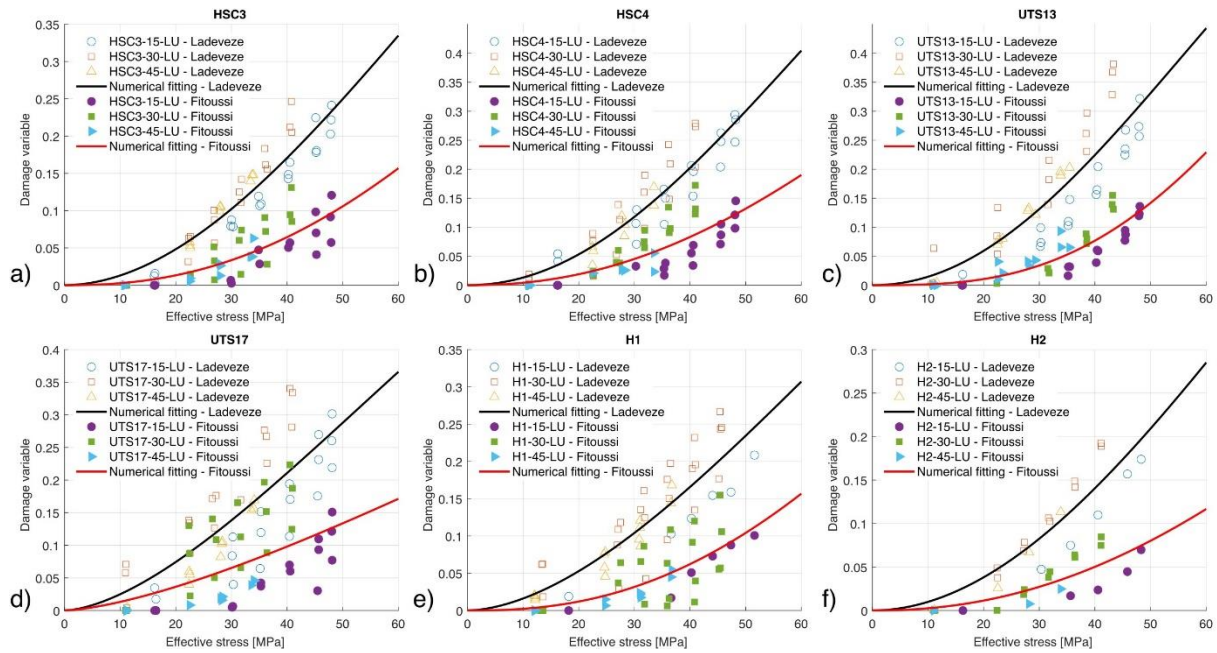 HSC3
HSC3-15-LU - Ladeveze
HSC3-30-LU - Ladeveze
HSC3-45-LU - Ladeveze
Numerical fitting - Ladeveze
HSC3-15-LU - Fitoussi
HSC3-30-LU - Fitoussi
HSC3-45-LU - Fitoussi
Numerical fitting - Fitoussi
Damage variable
0.35
0.3
0.25
0.2
0.15
0.1
0.05
0
a)
0 10 20 30 40 50 60
Effective stress [MPa]
HSC4
HSC4-15-LU - Ladeveze
HSC4-30-LU - Ladeveze
HSC4-45-LU - Ladeveze
Numerical fitting - Ladeveze
HSC4-15-LU - Fitoussi
HSC4-30-LU - Fitoussi
HSC4-45-LU - Fitoussi
Numerical fitting - Fitoussi
Damage variable
0.4
0.35
0.3
0.25
0.2
0.15
0.1
0.05
0
b)
0 10 20 30 40 50 60
Effective stress [MPa]
UTS13
UTS13-15-LU - Ladeveze
UTS13-30-LU - Ladeveze
UTS13-45-LU - Ladeveze
Numerical fitting - Ladeveze
UTS13-15-LU - Fitoussi
UTS13-30-LU - Fitoussi
UTS13-45-LU - Fitoussi
Numerical fitting - Fitoussi
Damage variable
0.4
0.35
0.3
0.25
0.2
0.15
0.1
0.05
0
c)
0 10 20 30 40 50 60
Effective stress [MPa]
UTS17
UTS17-15-LU - Ladeveze
UTS17-30-LU - Ladeveze
UTS17-45-LU - Ladeveze
Numerical fitting - Ladeveze
UTS17-15-LU - Fitoussi
UTS17-30-LU - Fitoussi
UTS17-45-LU - Fitoussi
Numerical fitting - Fitoussi
Damage variable
0.4
0.35
0.3
0.25
0.2
0.15
0.1
0.05
0
d)
0 10 20 30 40 50 60
Effective stress [MPa]
H1
H1-15-LU - Ladeveze
H1-30-LU - Ladeveze
H1-45-LU - Ladeveze
Numerical fitting - Ladeveze
H1-15-LU - Fitoussi
H1-30-LU - Fitoussi
H1-45-LU - Fitoussi
Numerical fitting - Fitoussi
Damage variable
0.35
0.3
0.25
0.2
0.15
0.1
0.05
0
e)
0 10 20 30 40 50 60
Effective stress [MPa]
H2
H2-15-LU - Ladeveze
H2-30-LU - Ladeveze
H2-45-LU - Ladeveze
Numerical fitting - Ladeveze
H2-15-LU - Fitoussi
H2-30-LU - Fitoussi
H2-45-LU - Fitoussi
Numerical fitting - Fitoussi
Damage variable
0.3
0.25
0.2
0.15
0.1
0.05
0
f)
0 10 20 30 40 50 60
Effective stress [MPa]